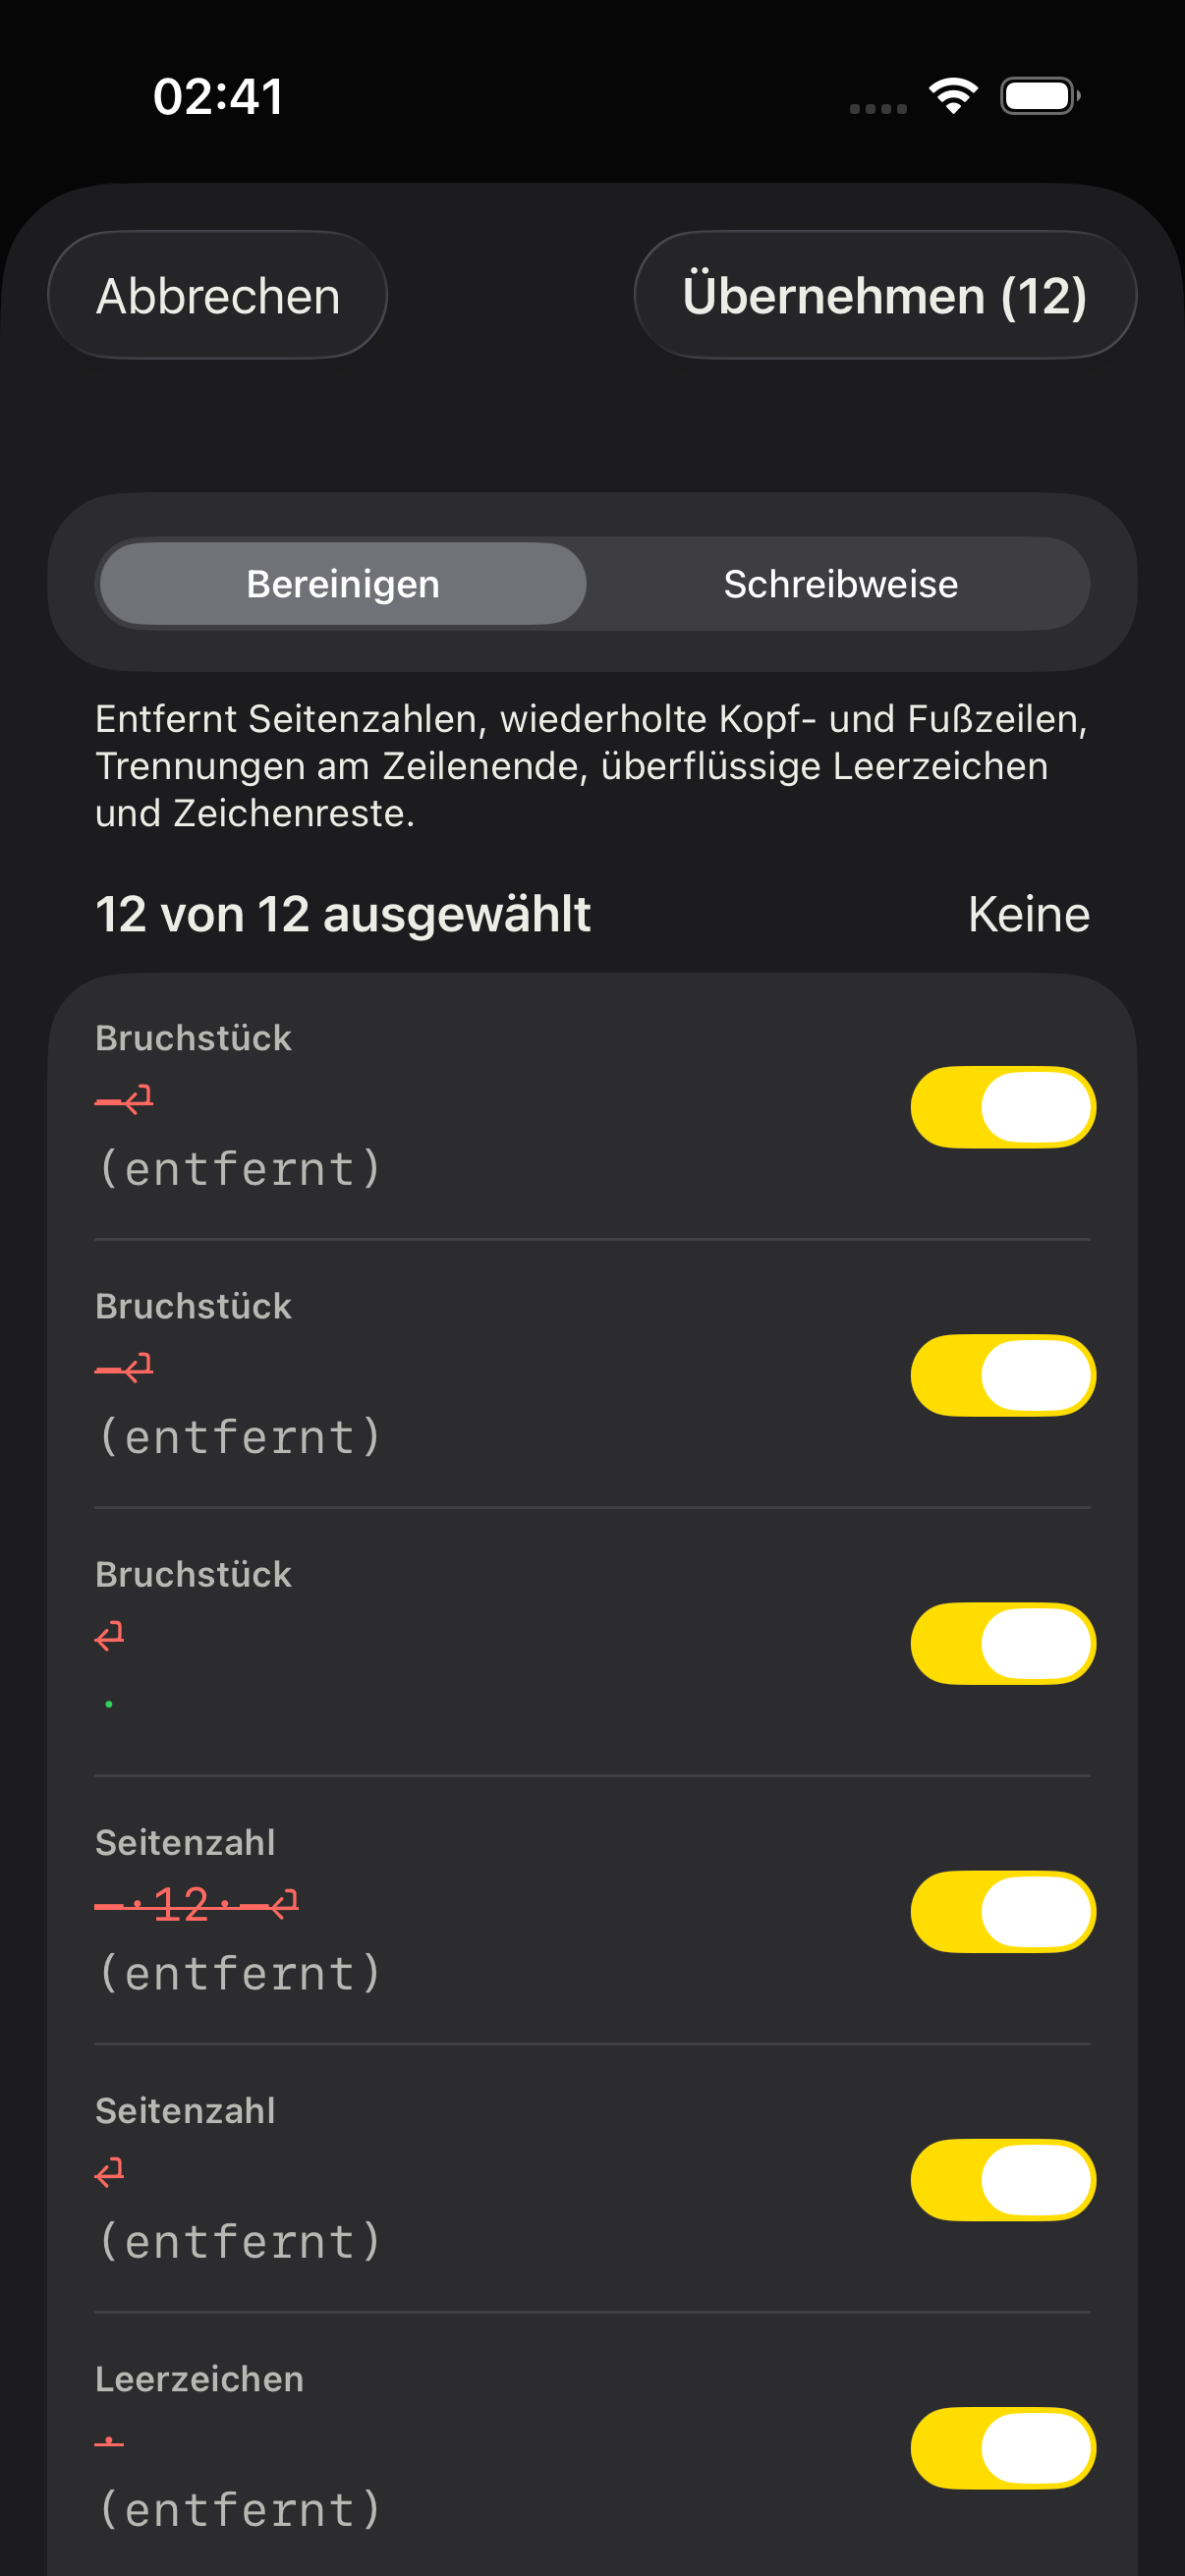 02:41
Abbrechen
Übernehmen (12)
Bereinigen
Schreibweise
Entfernt Seitenzahlen, wiederholte Kopf- und Fußzeilen,
Trennungen am Zeilenende, überflüssige Leerzeichen
und Zeichenreste.
12 von 12 ausgewählt
Keine
Bruchstück
—⏎
(entfernt)
Bruchstück
—⏎
(entfernt)
Bruchstück
⏎
·
Seitenzahl
—·12·—⏎
(entfernt)
Seitenzahl
⏎
(entfernt)
Leerzeichen
·
(entfernt)